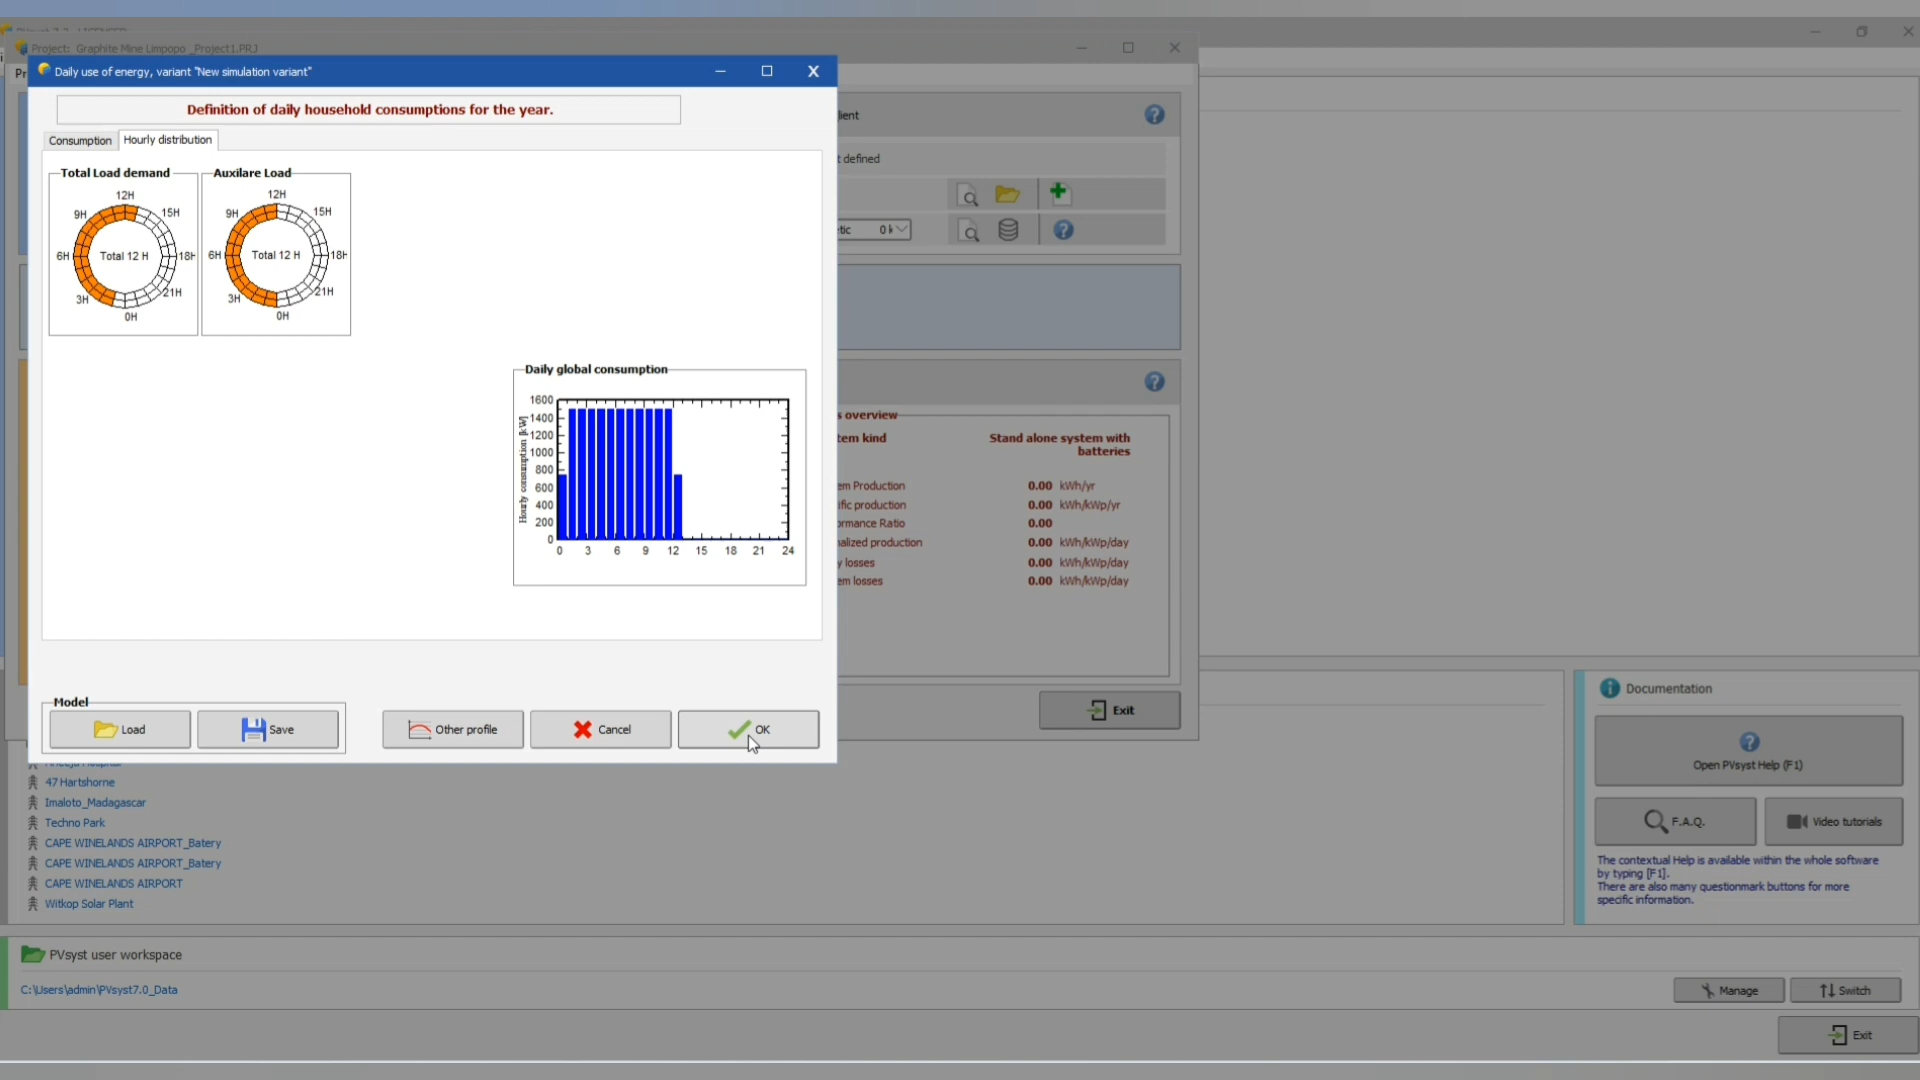 Project: Graphite Mine Limpopo _Project1.PRJ
Daily use of energy, variant "New simulation variant"
Definition of daily household consumptions for the year.
Consumption
Hourly distribution
Total Load demand
12H
9H
15H
6H
Total 12 H
18H
3H
21H
0H
Auxilare Load
12H
9H
15H
6H
Total 12 H
18H
3H
21H
0H
Daily global consumption
Hourly consumption [kW]
1600
1400
1200
1000
800
600
400
200
0
0 3 6 9 12 15 18 21 24
Model
Load
Save
Other profile
Cancel
OK
defined
overview
Stand alone system with
batteries
0.00 kWh/yr
0.00 kWh/kWp/yr
0.00
0.00 kWh/kWp/day
0.00 kWh/kWp/day
0.00 kWh/kWp/day
kind
Production
production
Ratio
production
losses
losses
Exit
47 Hartshorne
Imaloto_Madagascar
Techno Park
CAPE WINELANDS AIRPORT_Batery
CAPE WINELANDS AIRPORT_Batery
CAPE WINELANDS AIRPORT
Witkop Solar Plant
Documentation
Open PVsyst Help (F1)
F.A.Q.
Video tutorials
The contextual Help is available within the whole software
by typing [F1].
There are also many questionmark buttons for more
specific information.
PVsyst user workspace
C:\Users\admin\PVsyst7.0_Data
Manage
Switch
Exit